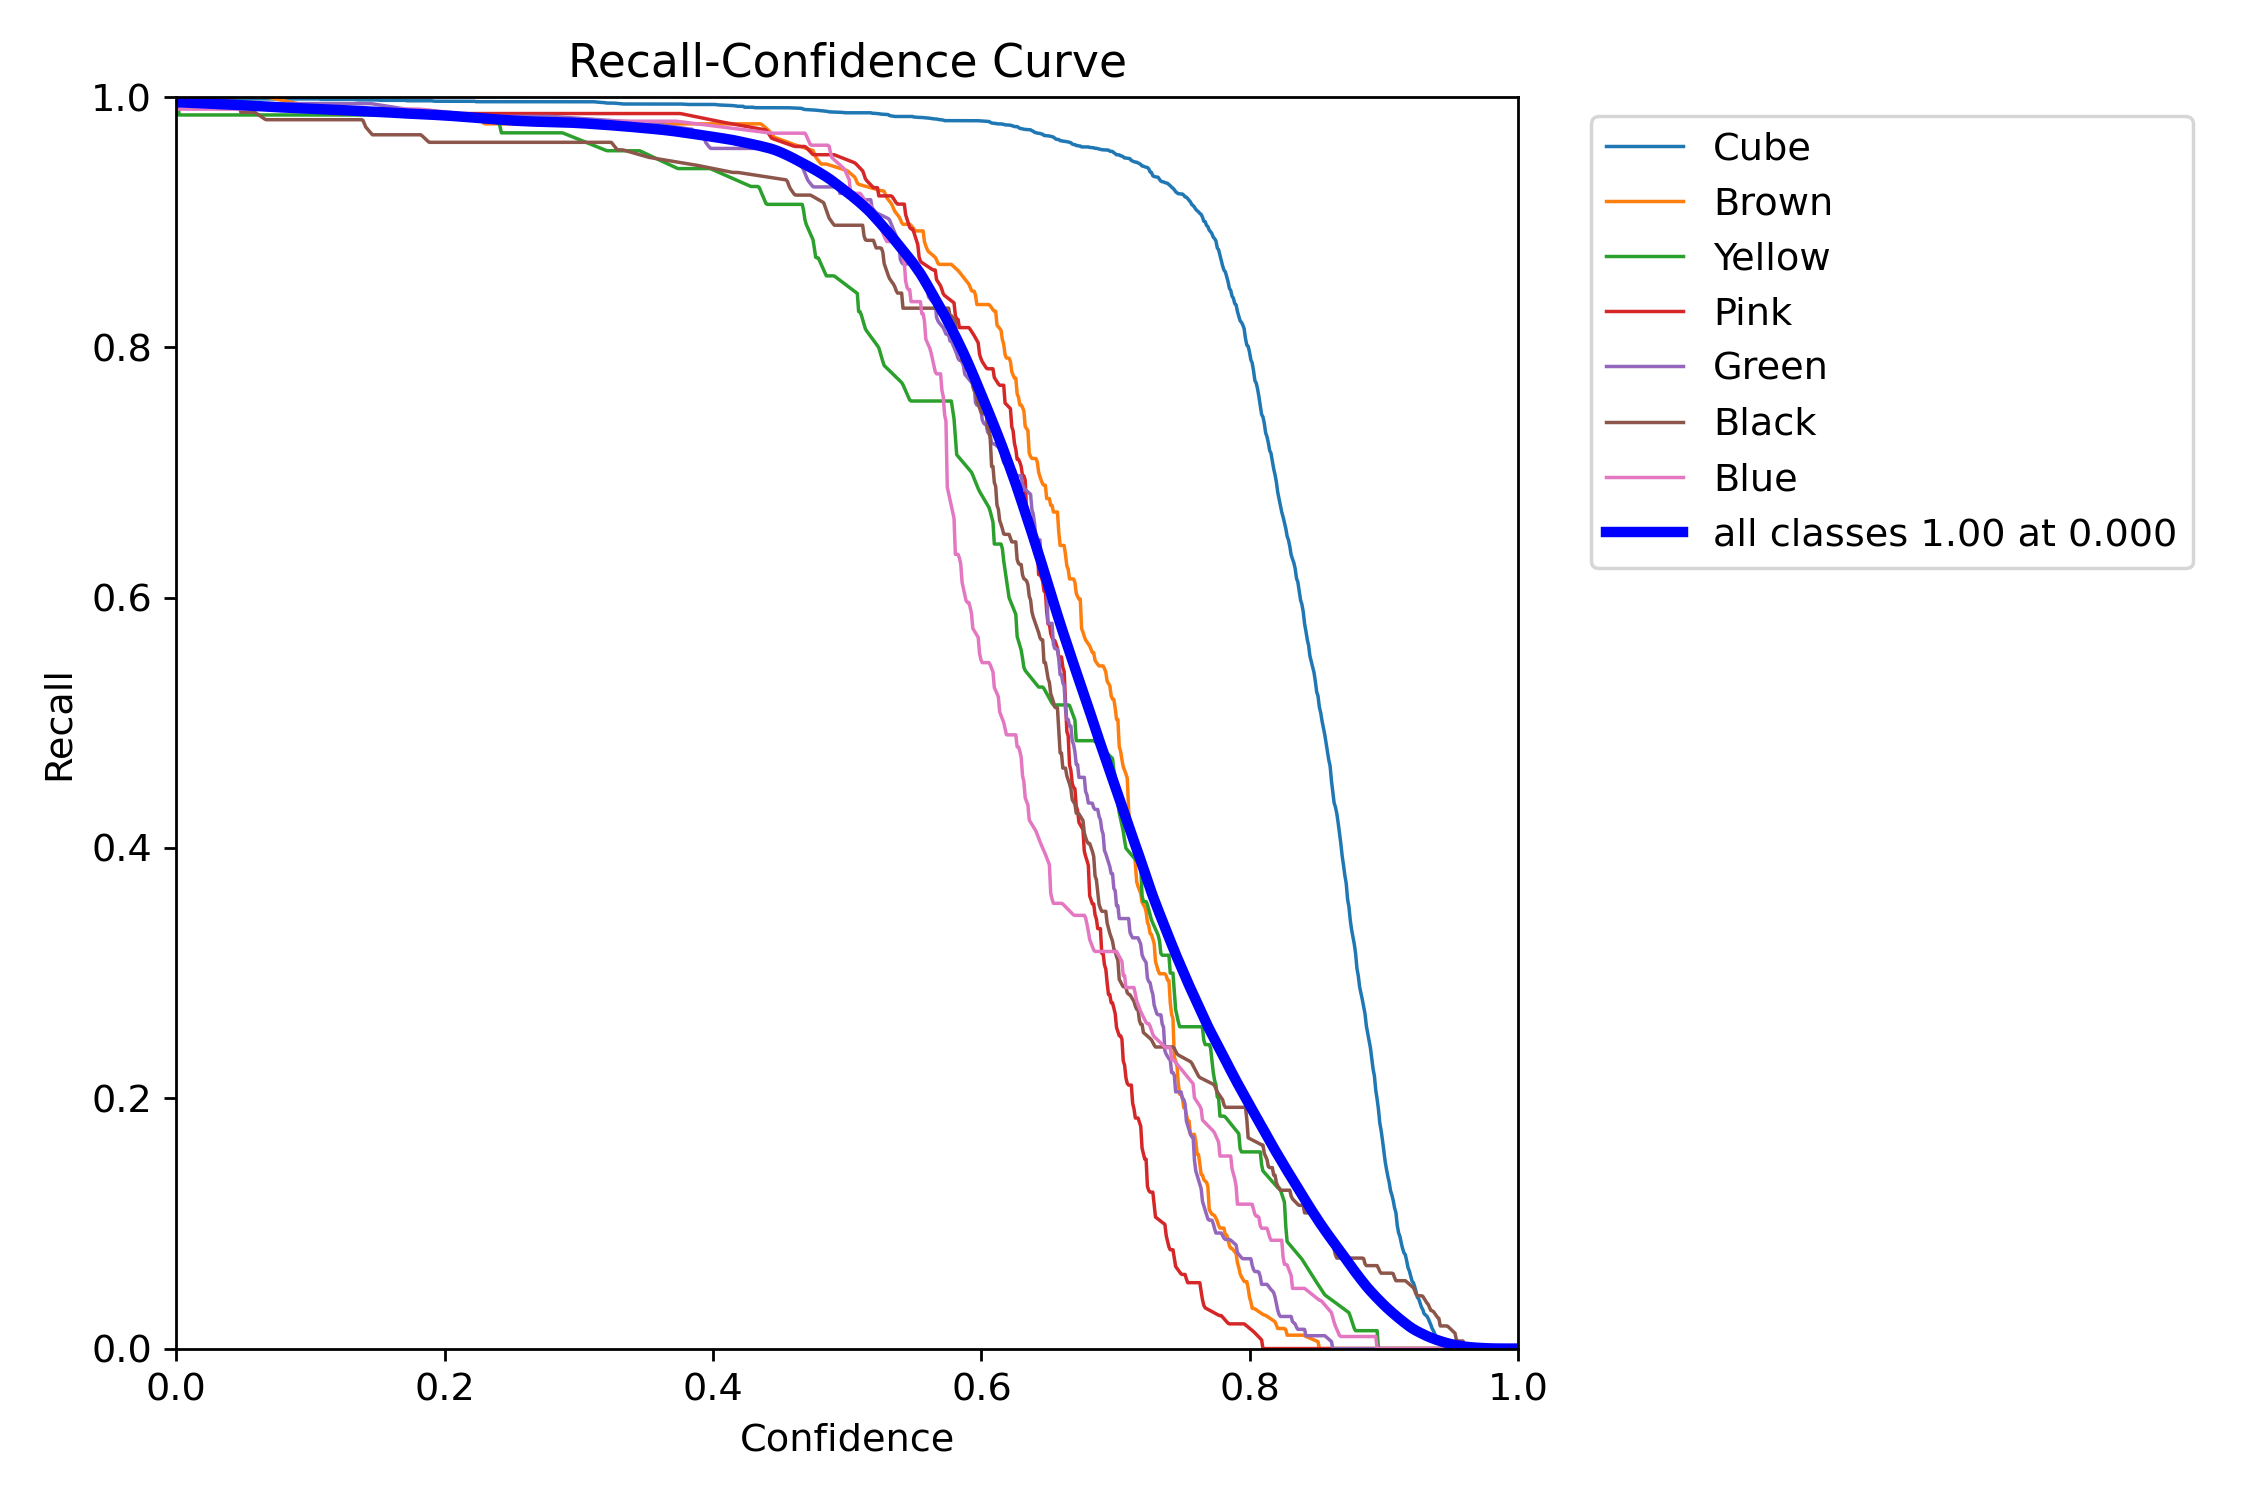 Recall-Confidence Curve
1.0
0.8
0.6
0.4
0.2
0.0
Recall
0.0 0.2 0.4 0.6 0.8 1.0
Confidence
Cube
Brown
Yellow
Pink
Green
Black
Blue
all classes 1.00 at 0.000